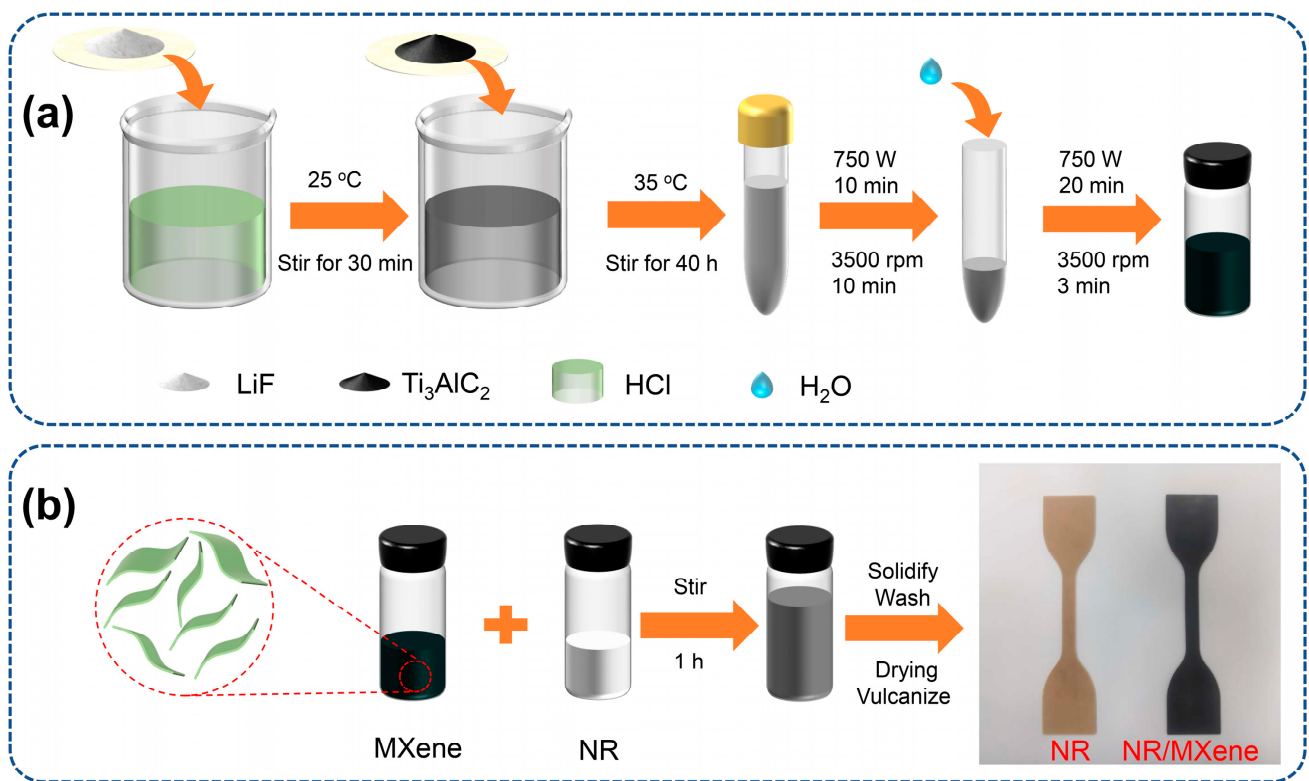 (a)
25 °C
Stir for 30 min
35 °C
Stir for 40 h
750 W
10 min
3500 rpm
10 min
750 W
20 min
3500 rpm
3 min
LiF
Ti₃AlC₂
HCl
H₂O
(b)
Stir
1 h
Solidify
Wash
Drying
Vulcanize
MXene
NR
NR
NR/MXene